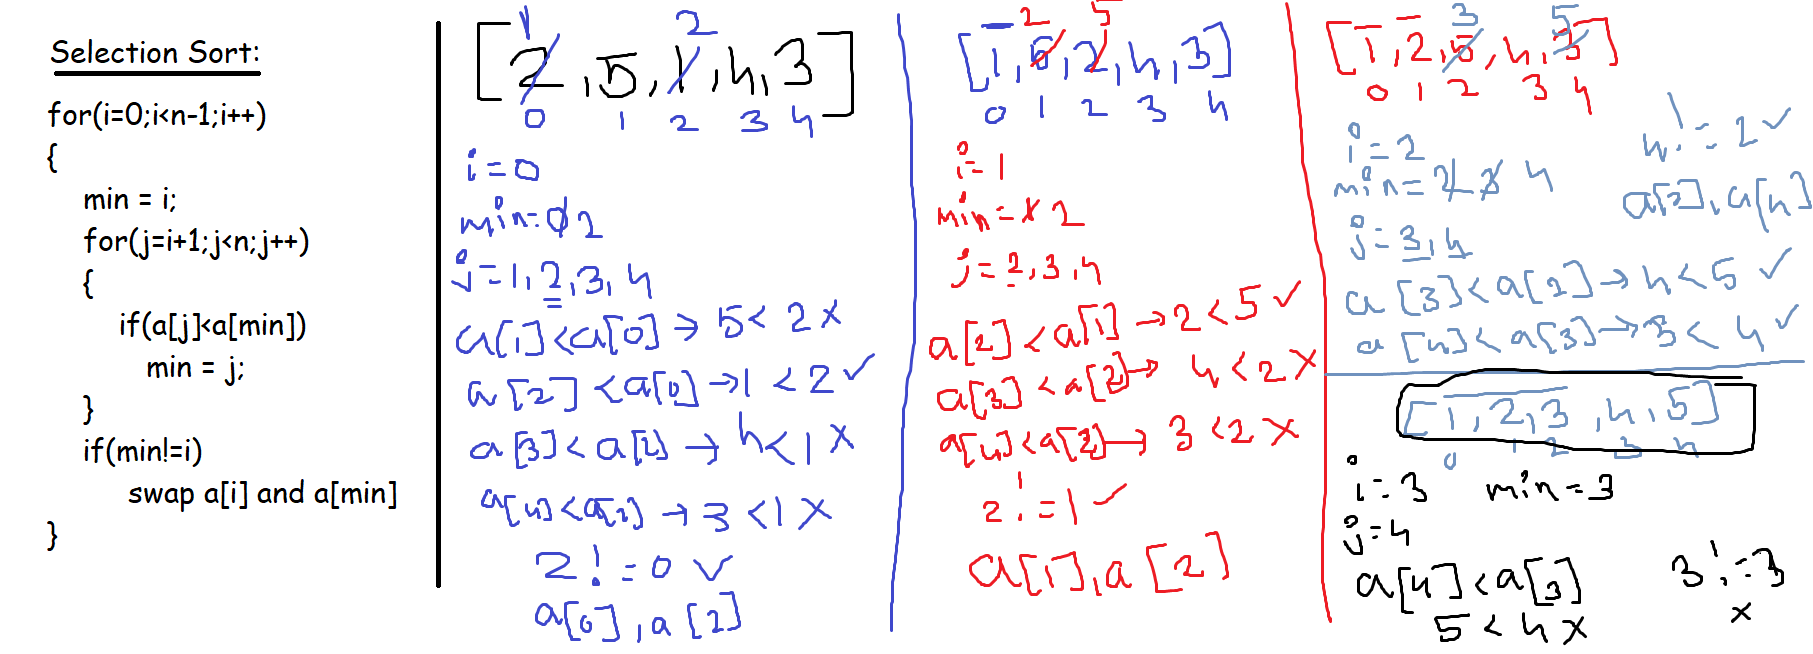 Selection Sort:
for(i=0;i<n-1;i++)
{
min = i;
for(j=i+1;j<n;j++)
{
if(a[j]<a[min])
min = j;
}
if(min!=i)
swap a[i] and a[min]
}
1 2
[2,5,1,4,3]
0 1 2 3 4
i=0
min=0 2
j=1,2,3,4
a[1]<a[0]→5<2 x
a[2]<a[0]→1<2 ✓
a[3]<a[2]→4<1 x
a[4]<a[2]→3<1 x
2!=0 ✓
a[0],a[2]
2 5
[1,5,2,4,3]
0 1 2 3 4
i=1
min=1 2
j=2,3,4
a[2]<a[1]→2<5 ✓
a[3]<a[2]→4<2 x
a[4]<a[2]→3<2 x
2!=1 ✓
a[1],a[2]
3 5
[1,2,5,4,3]
0 1 2 3 4
i=2
min=2 3 4
j=3,4
4!=2 ✓
a[2],a[4]
a[3]<a[2]→4<5 ✓
a[4]<a[3]→3<4 ✓
[1,2,3,4,5]
0 1 2 3 4
i=3 min=3
j=4
a[4]<a[3]
5<4 x
3!=3
x